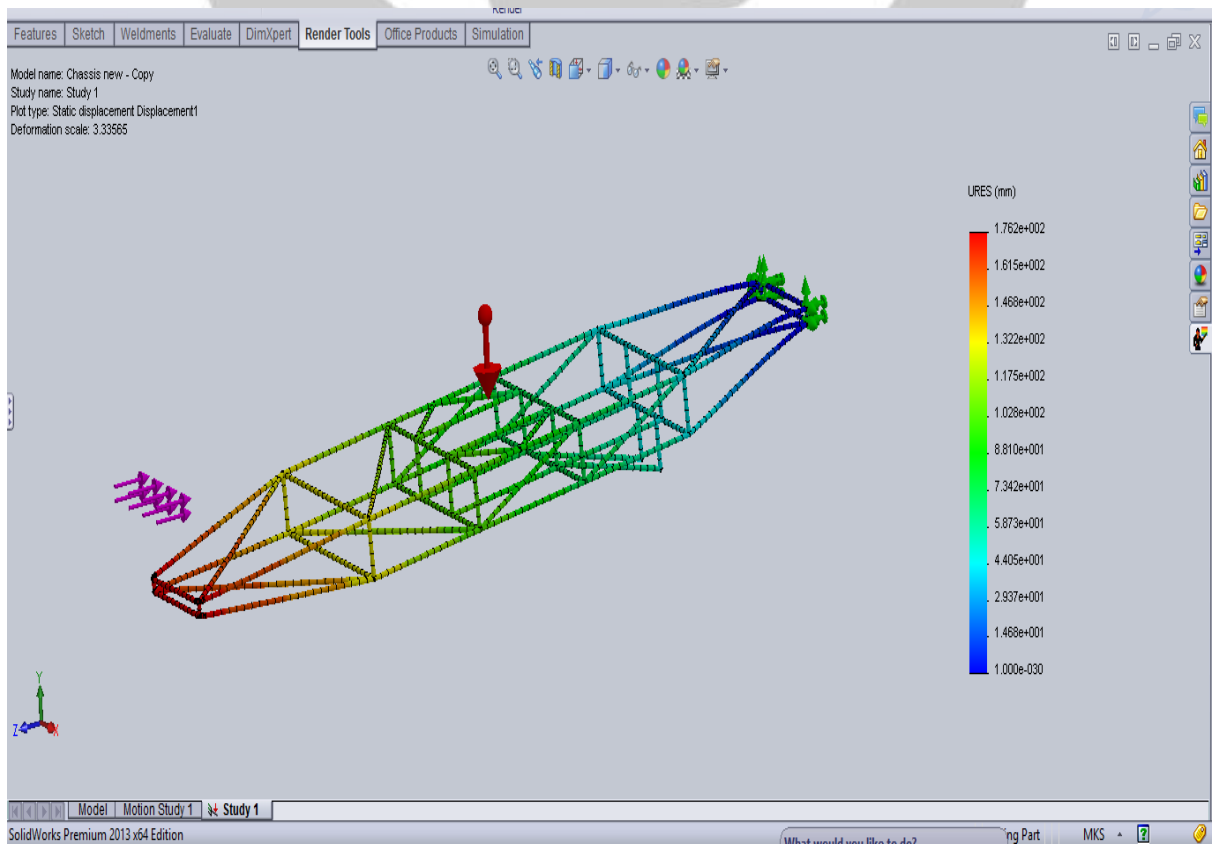 Render
Features Sketch Weldments Evaluate DimXpert Render Tools Office Products Simulation
Model name: Chassis new - Copy
Study name: Study 1
Plot type: Static displacement Displacement1
Deformation scale: 3.33565
URES (mm)
1.762e+002
1.615e+002
1.468e+002
1.322e+002
1.175e+002
1.028e+002
8.810e+001
7.342e+001
5.873e+001
4.405e+001
2.937e+001
1.468e+001
1.000e-030
Y
Z X
Model Motion Study 1 Study 1
SolidWorks Premium 2013 x64 Edition What would you like to do? ng Part MKS ?